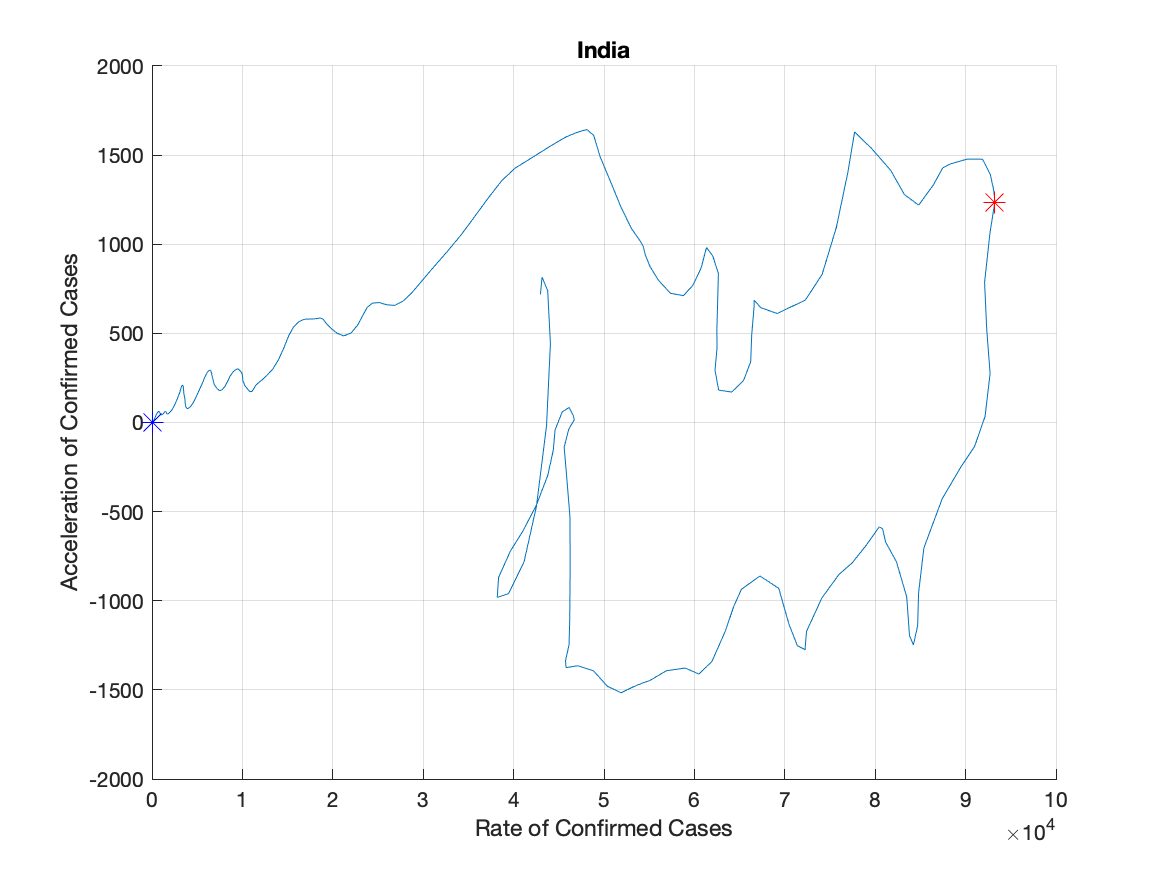 India
2000
1500
1000
500
0
-500
-1000
-1500
-2000
Acceleration of Confirmed Cases
0 1 2 3 4 5 6 7 8 9 10
Rate of Confirmed Cases
×10⁴